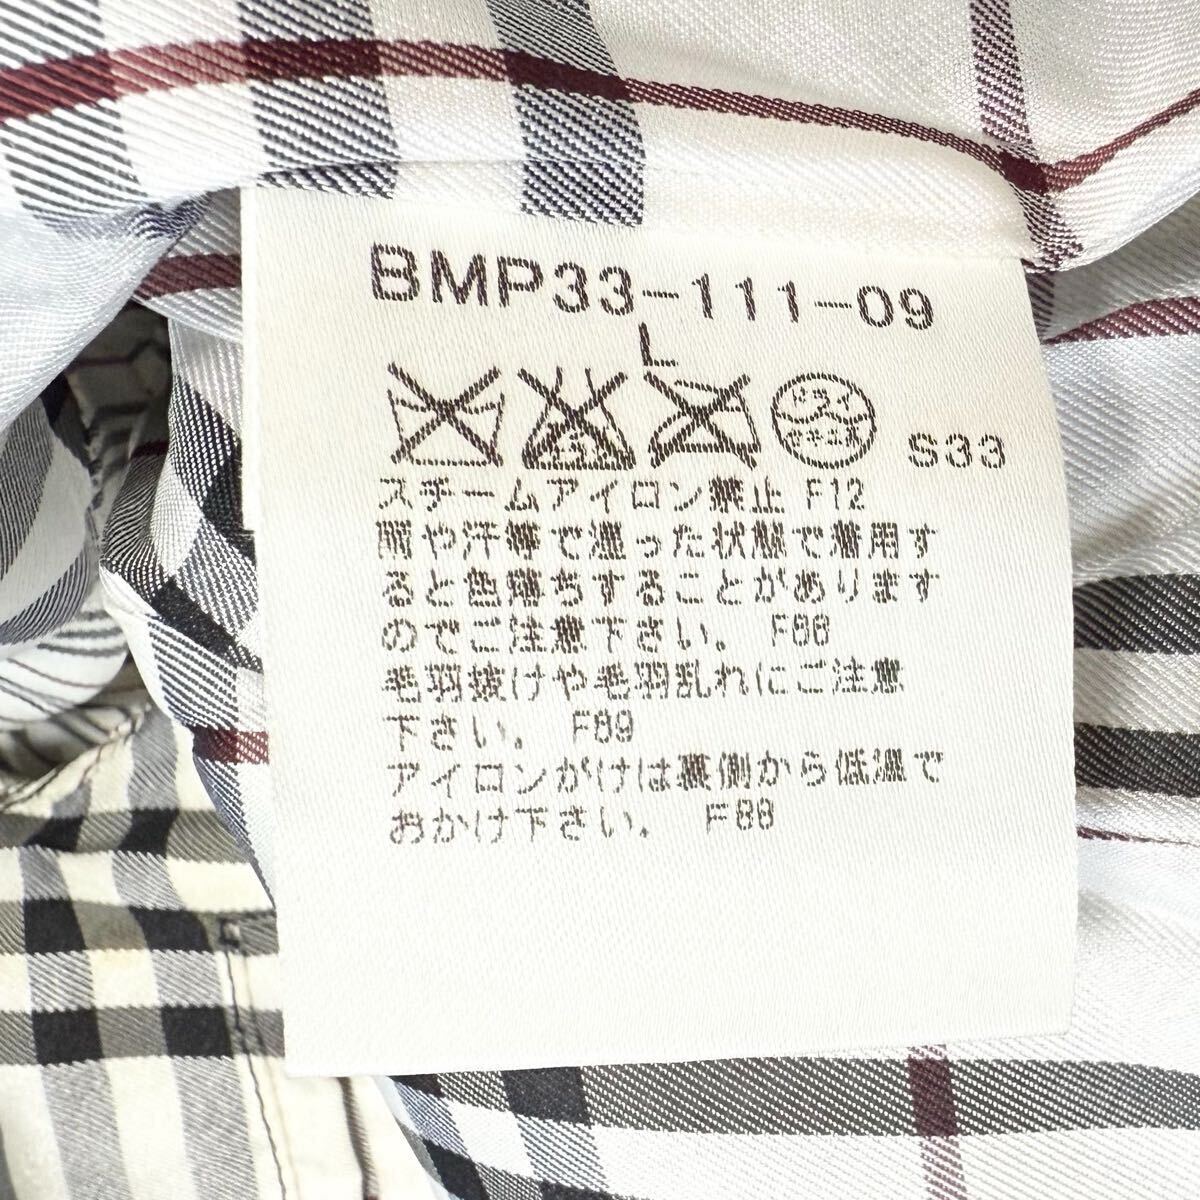 BMP33-111-09
L
S33
スチームアイロン禁止 F12
雨や汗等で湿った状態で着用す
ると色落ちすることがあります
のでご注意下さい。 F88
毛羽抜けや毛羽乱れにご注意
下さい。 F89
アイロンがけは裏側から低温で
おかけ下さい。 F88